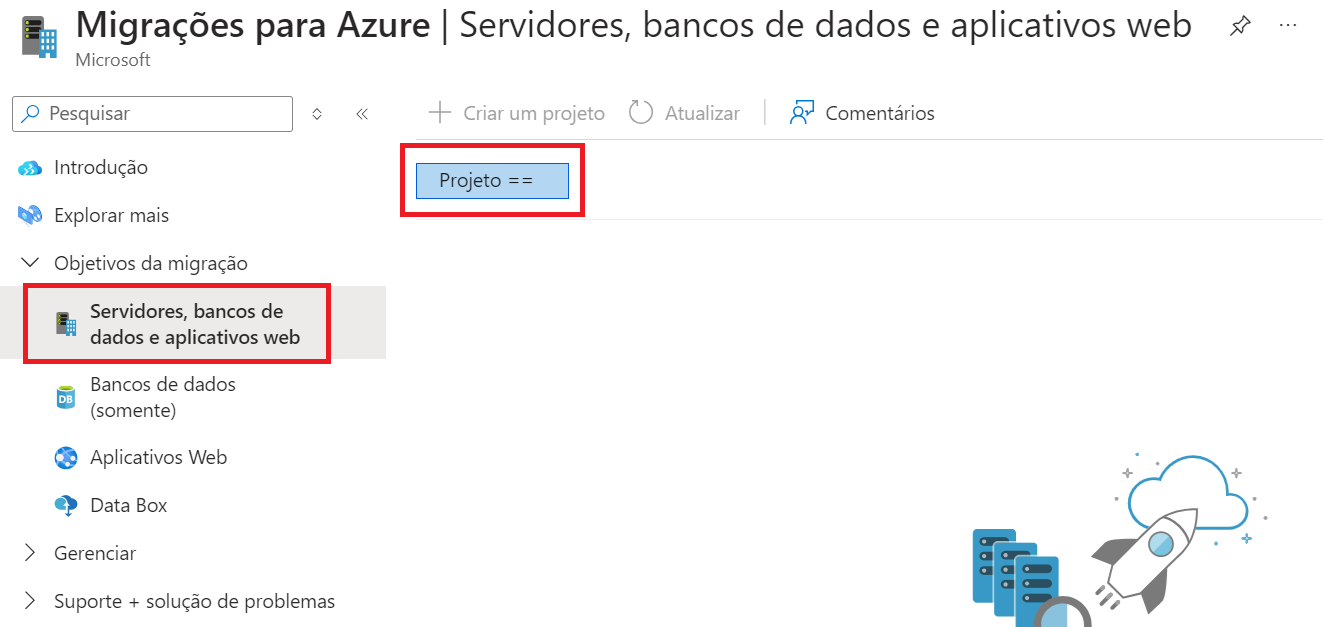 Migrações para Azure | Servidores, bancos de dados e aplicativos web
Microsoft
Pesquisar
Criar um projeto
Atualizar
Comentários
Projeto ==
Introdução
Explorar mais
Objetivos da migração
Servidores, bancos de
dados e aplicativos web
DB
Bancos de dados
(somente)
Aplicativos Web
Data Box
Gerenciar
Suporte + solução de problemas